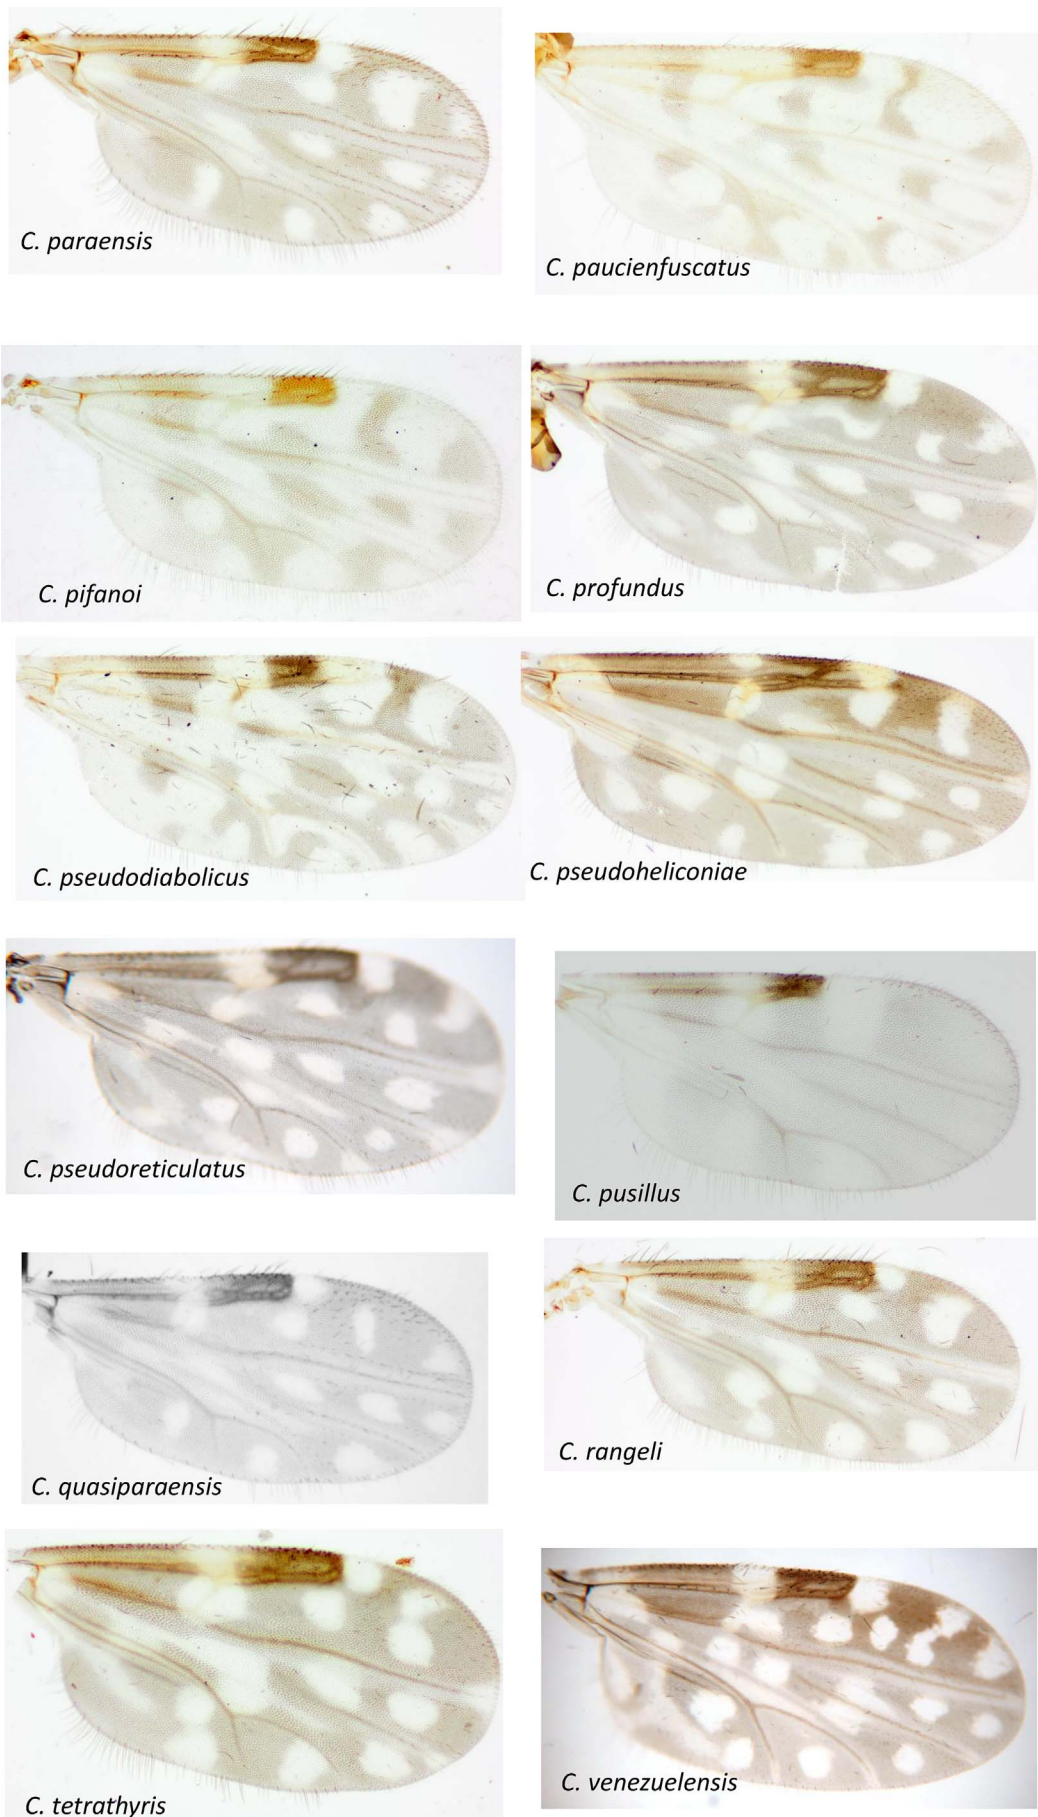 C. paraensis
C. paucienfuscatus
C. pifanoi
C. profundus
C. pseudodiabolicus
C. pseudoheliconiae
C. pseudoreticulatus
C. pusillus
C. quasiparaensis
C. rangeli
C. tetrathyris
C. venezuelensis